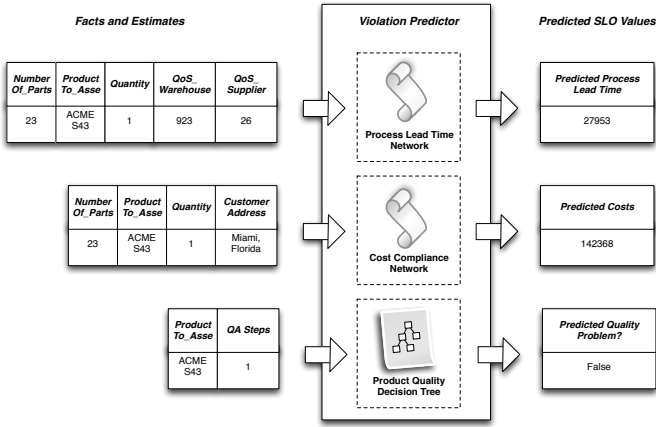 Facts and Estimates
Violation Predictor
Predicted SLO Values
Number Of_Parts
Product To_Asse
Quantity
QoS_ Warehouse
QoS_ Supplier
23
ACME S43
1
923
26
Process Lead Time
Network
Predicted Process
Lead Time
27953
Number Of_Parts
Product To_Asse
Quantity
Customer Address
23
ACME S43
1
Miami, Florida
Cost Compliance
Network
Predicted Costs
142368
Product To_Asse
QA Steps
ACME S43
1
Product Quality
Decision Tree
Predicted Quality
Problem?
False